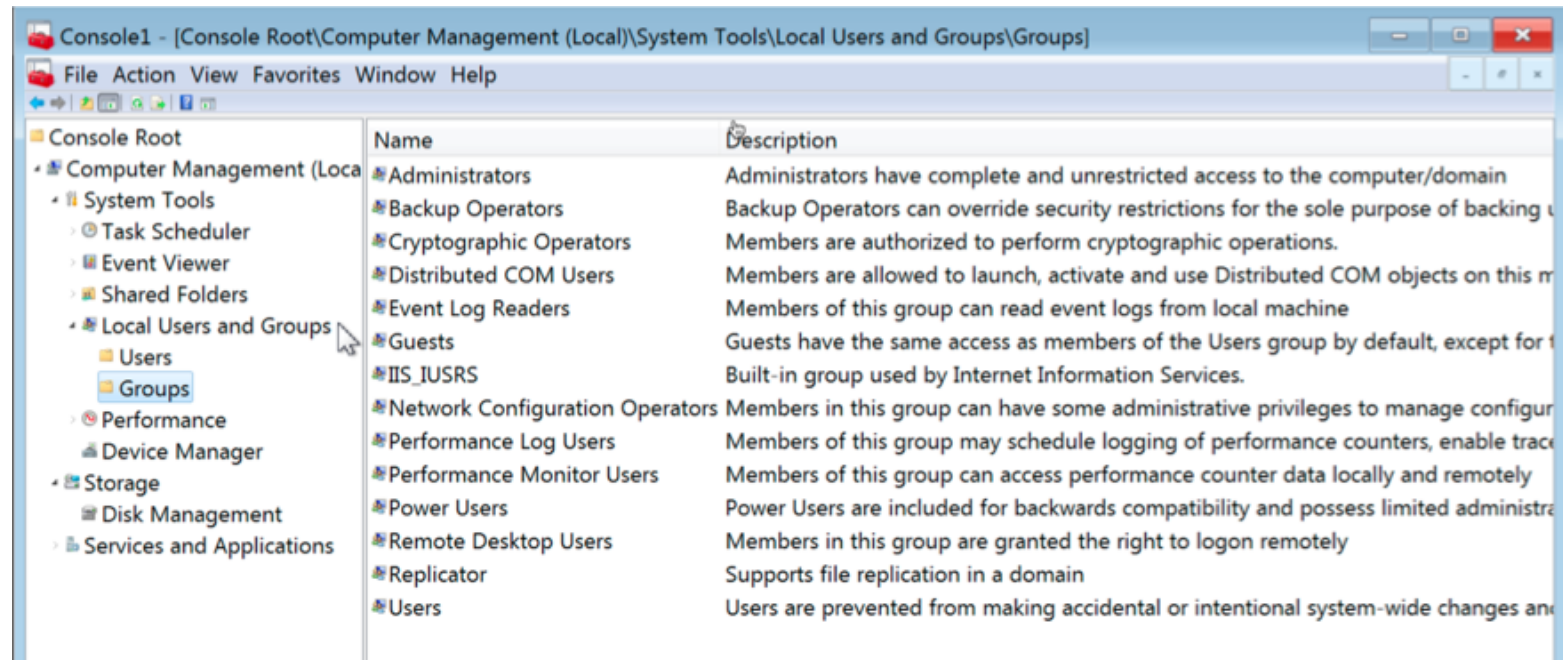 Console1 - [Console Root\Computer Management (Local)\System Tools\Local Users and Groups\Groups]
File Action View Favorites Window Help
Console Root
Computer Management (Loca
System Tools
Task Scheduler
Event Viewer
Shared Folders
Local Users and Groups
Users
Groups
Performance
Device Manager
Storage
Disk Management
Services and Applications
Name Description
Administrators Administrators have complete and unrestricted access to the computer/domain
Backup Operators Backup Operators can override security restrictions for the sole purpose of backing
Cryptographic Operators Members are authorized to perform cryptographic operations.
Distributed COM Users Members are allowed to launch, activate and use Distributed COM objects on this
Event Log Readers Members of this group can read event logs from local machine
Guests Guests have the same access as members of the Users group by default, except for
IIS_IUSRS Built-in group used by Internet Information Services.
Network Configuration Operators Members in this group can have some administrative privileges to manage configur
Performance Log Users Members of this group may schedule logging of performance counters, enable trace
Performance Monitor Users Members of this group can access performance counter data locally and remotely
Power Users Power Users are included for backwards compatibility and possess limited administra
Remote Desktop Users Members in this group are granted the right to logon remotely
Replicator Supports file replication in a domain
Users Users are prevented from making accidental or intentional system-wide changes an